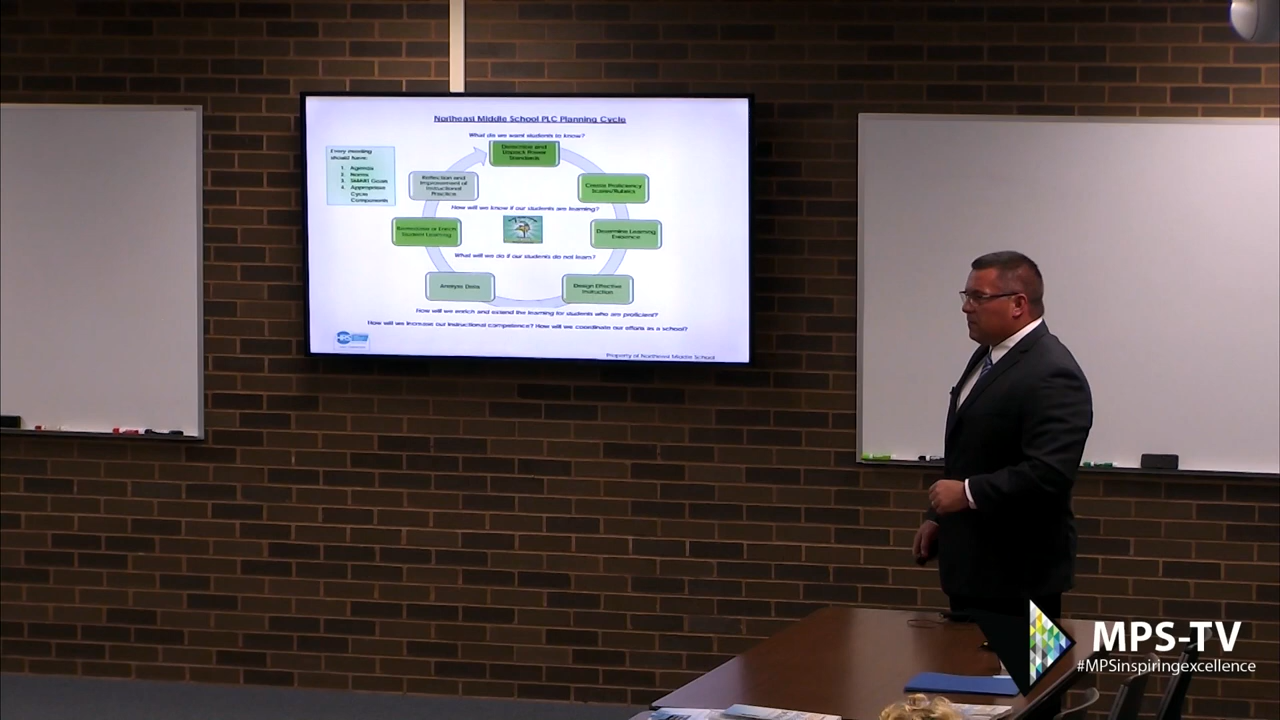 Northeast Middle School PLC Planning Cycle
What do we want students to know?
Determine and
Unpack Power
Standards
Every meeting
should have:
1. Agenda
2. Norms
3. SMART Goals
4. Appropriate
Cycle
Components
Reflection and
Improvement of
Instructional
Practice
Create Proficiency
Scales/Rubrics
How will we know if our students are learning?
Remediate or Enrich
Student Learning
Determine Learning
Evidence
What will we do if our students do not learn?
Analyze Data
Design Effective
Instruction
How will we enrich and extend the learning for students who are proficient?
How will we increase our instructional competence? How will we coordinate our efforts as a school?
HRS
Property of Northeast Middle School
MPS-TV
#MPSinspiringexcellence